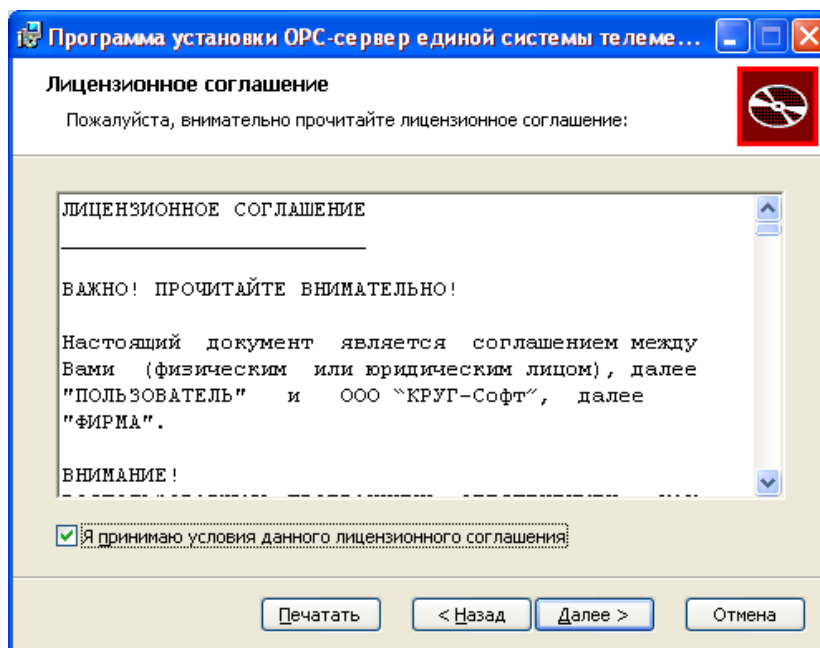 Программа установки OPC-сервер единой системы телеме...
Лицензионное соглашение
Пожалуйста, внимательно прочитайте лицензионное соглашение:
ЛИЦЕНЗИОННОЕ СОГЛАШЕНИЕ
ВАЖНО! ПРОЧИТАЙТЕ ВНИМАТЕЛЬНО!
Настоящий документ является соглашением между
Вами (физическим или юридическим лицом), далее
"ПОЛЬЗОВАТЕЛЬ" и ООО "КРУГ-Софт", далее
"ФИРМА".
ВНИМАНИЕ!
Я принимаю условия данного лицензионного соглашения
Печатать
< Назад
Далее >
Отмена